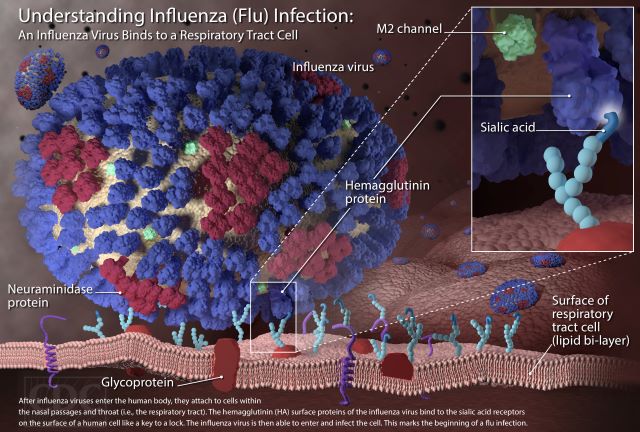 Understanding Influenza (Flu) Infection:
An Influenza Virus Binds to a Respiratory Tract Cell
M2 channel
Influenza virus
Sialic acid
Hemagglutinin
protein
Neuraminidase
protein
Surface of
respiratory
tract cell
(lipid bi-layer)
Glycoprotein
After influenza viruses enter the human body, they attach to cells within
the nasal passages and throat (i.e., the respiratory tract). The hemagglutinin (HA) surface proteins of the influenza virus bind to the sialic acid receptors
on the surface of a human cell like a key to a lock. The influenza virus is then able to enter and infect the cell. This marks the beginning of a flu infection.